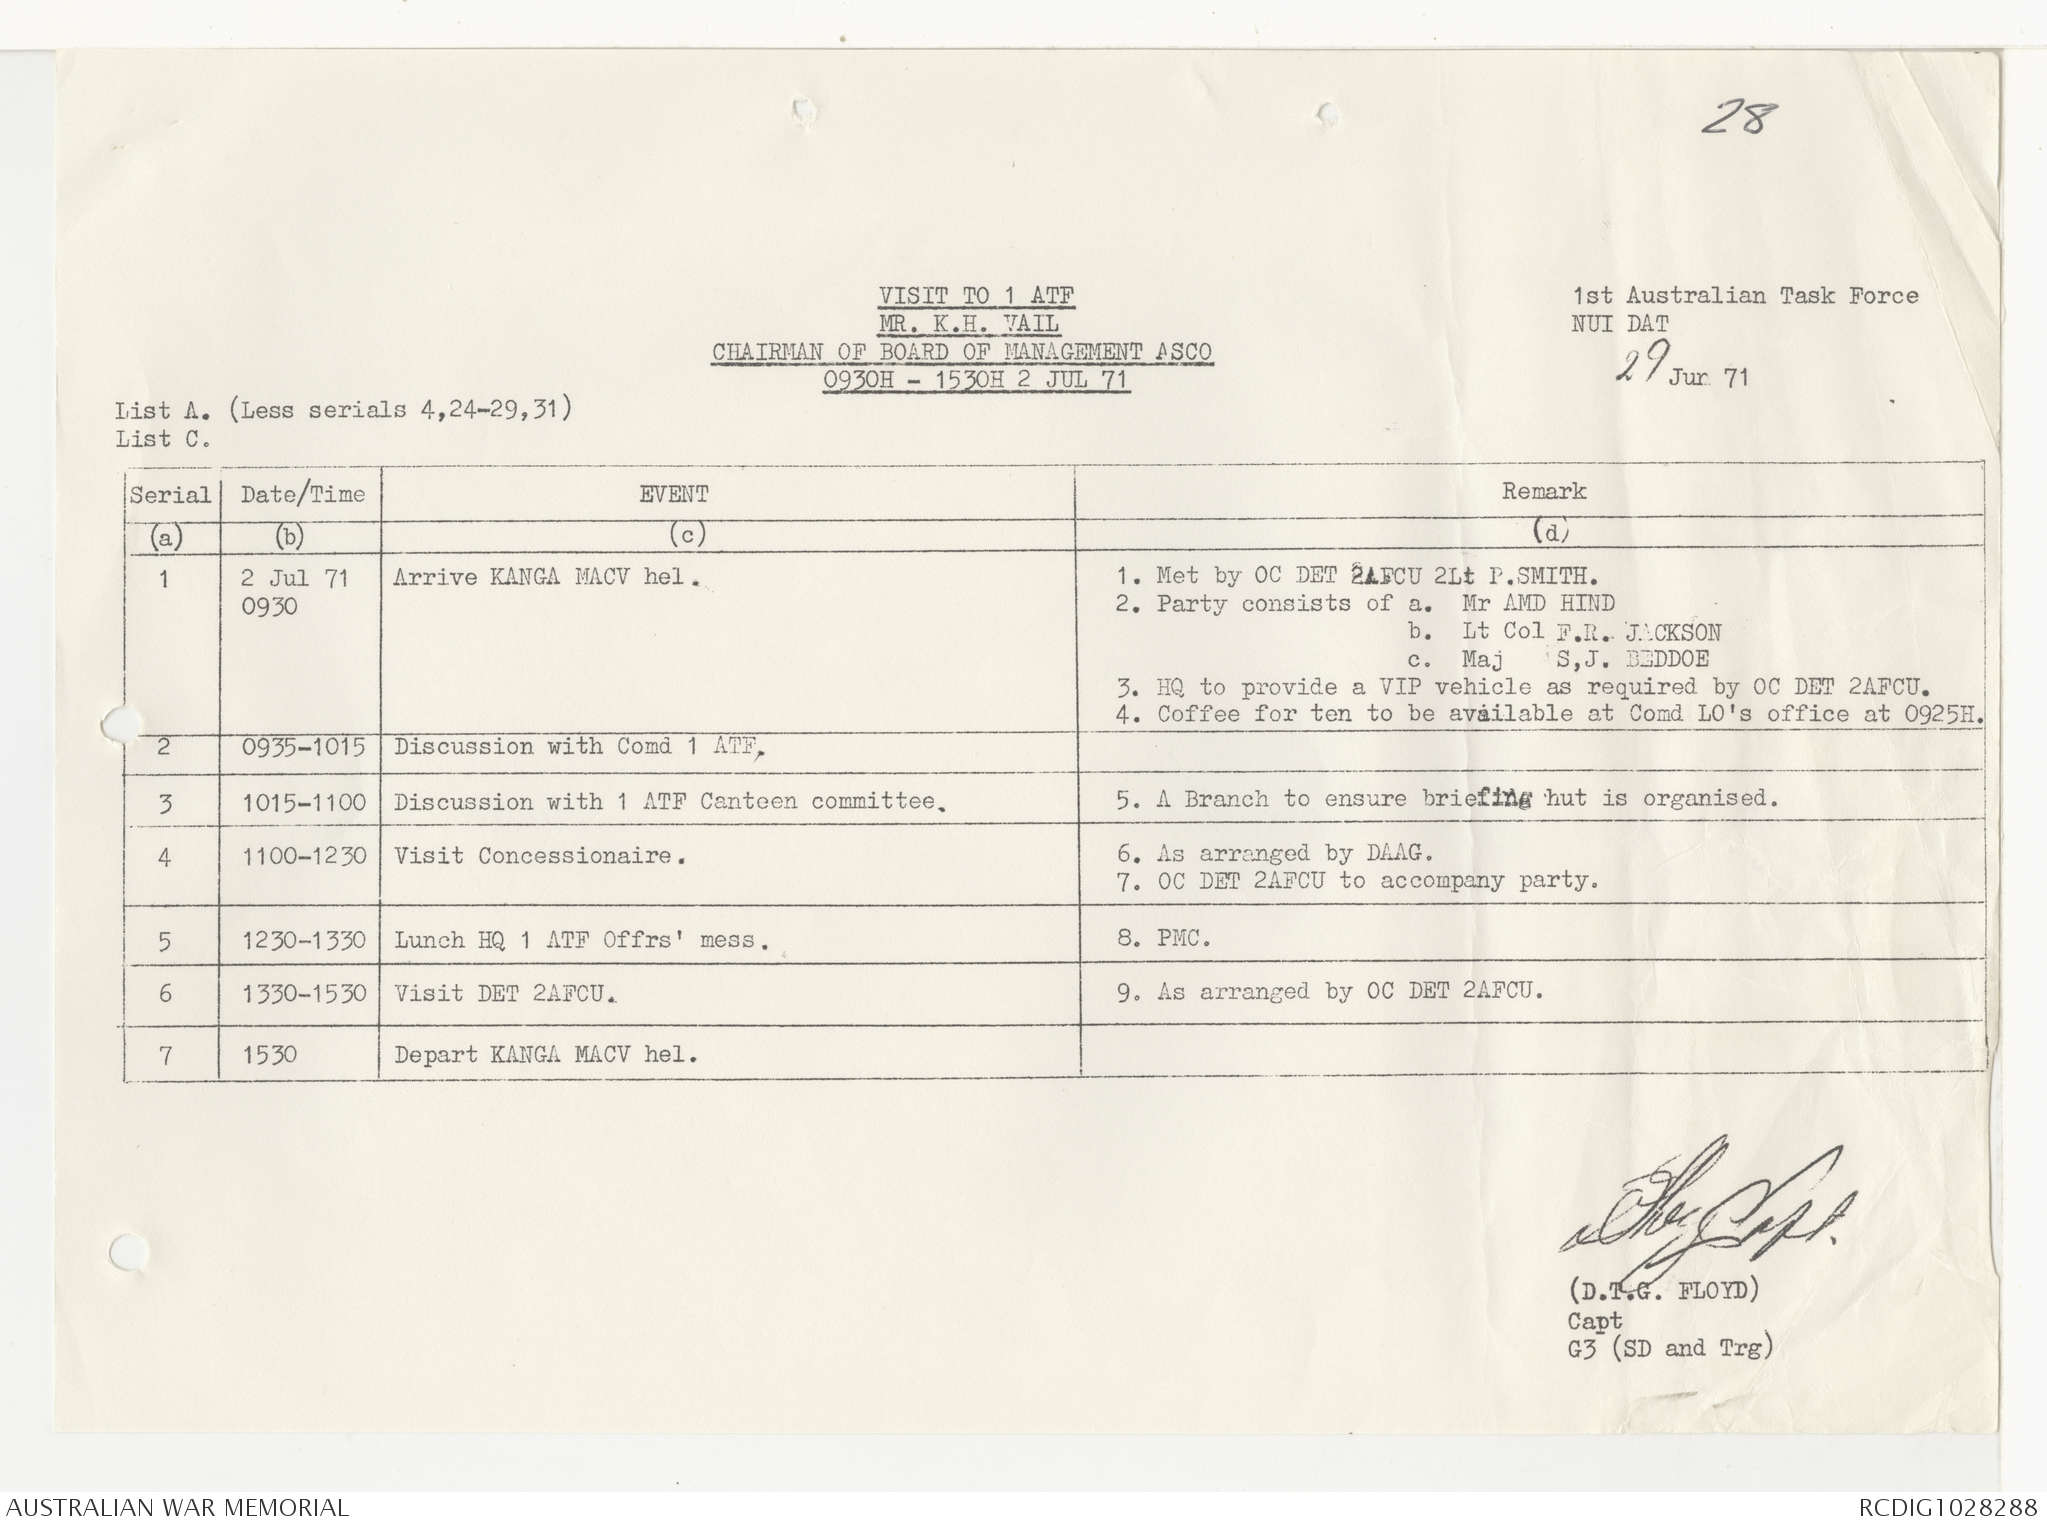 28
VISIT TO 1 ATF
MR. K.H. VAIL
CHAIRMAN OF BOARD OF MANAGEMENT ASCO
0930H - 1530H 2 JUL 71
1st Australian Task Force
NUI DAT
29 Jun 71
List A. (Less serials 4,24-29,31)
List C.
Serial Date/Time EVENT Remark
(a) (b) (c) (d)
1 2 Jul 71 Arrive KANGA MACV hel. 1. Met by OC DET 2AFCU 2Lt P.SMITH.
0930 2. Party consists of a. Mr AMD HIND
b. Lt Col F.R. JACKSON
c. Maj S,J. BEDDOE
3. HQ to provide a VIP vehicle as required by OC DET 2AFCU.
4. Coffee for ten to be available at Comd LO's office at 0925H.
2 0935-1015 Discussion with Comd 1 ATF.
3 1015-1100 Discussion with 1 ATF Canteen committee. 5. A Branch to ensure briefing hut is organised.
4 1100-1230 Visit Concessionaire. 6. As arranged by DAAG.
7. OC DET 2AFCU to accompany party.
5 1230-1330 Lunch HQ 1 ATF Offrs' mess. 8. PMC.
6 1330-1530 Visit DET 2AFCU. 9. As arranged by OC DET 2AFCU.
7 1530 Depart KANGA MACV hel.
Capt.
(D.T.G. FLOYD)
Capt
G3 (SD and Trg)
AUSTRALIAN WAR MEMORIAL
RCDIG1028288